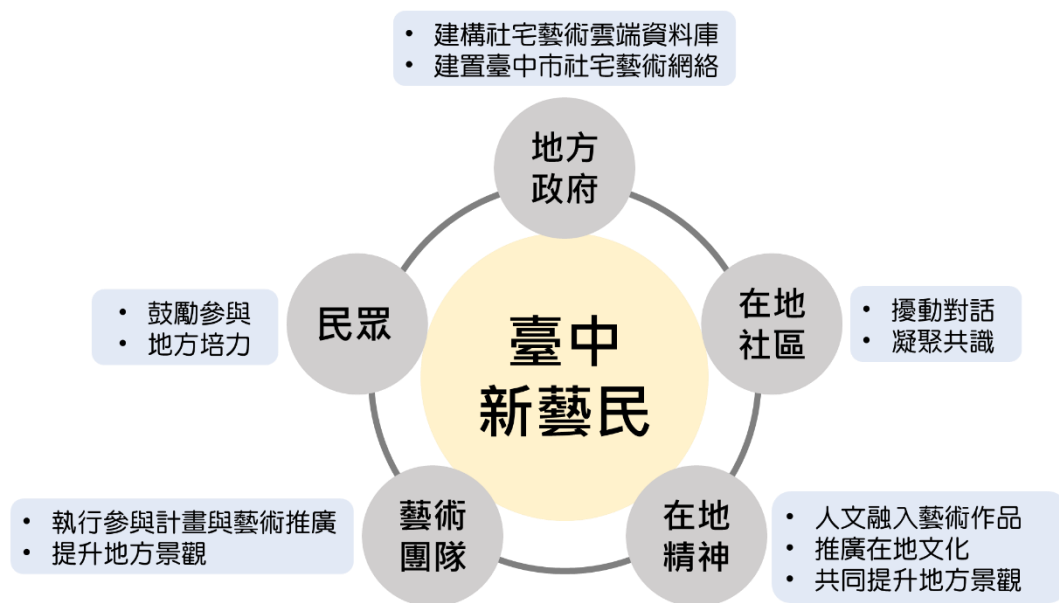 • 建構社宅藝術雲端資料庫
• 建置臺中市社宅藝術網絡
地方
政府
民眾
• 鼓勵參與
• 地方培力
臺中
新藝民
在地
社區
• 擾動對話
• 凝聚共識
藝術
團隊
• 執行參與計畫與藝術推廣
• 提升地方景觀
在地
精神
• 人文融入藝術作品
• 推廣在地文化
• 共同提升地方景觀